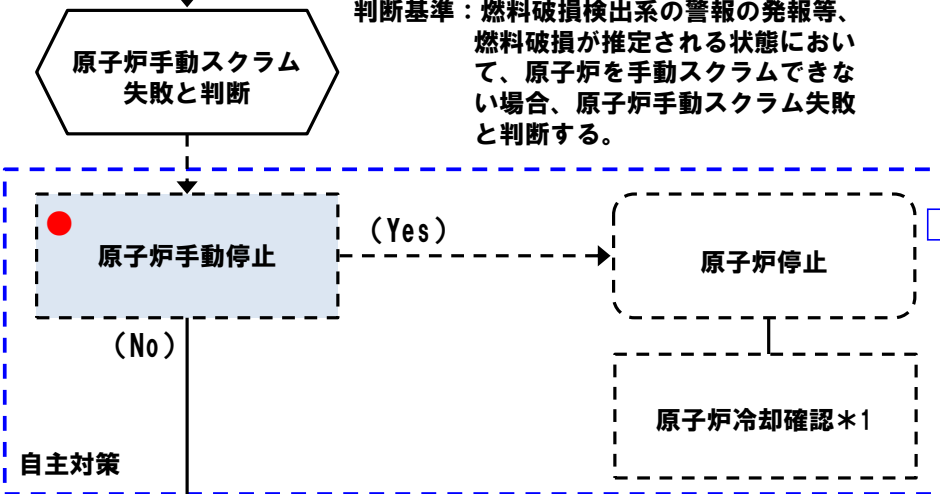 判断基準：燃料破損検出系の警報の発報等、
燃料破損が推定される状態におい
て、原子炉を手動スクラムできな
い場合、原子炉手動スクラム失敗
と判断する。
原子炉手動スクラム
失敗と判断
原子炉手動停止
（Yes）
原子炉停止
（No）
原子炉冷却確認＊1
自主対策